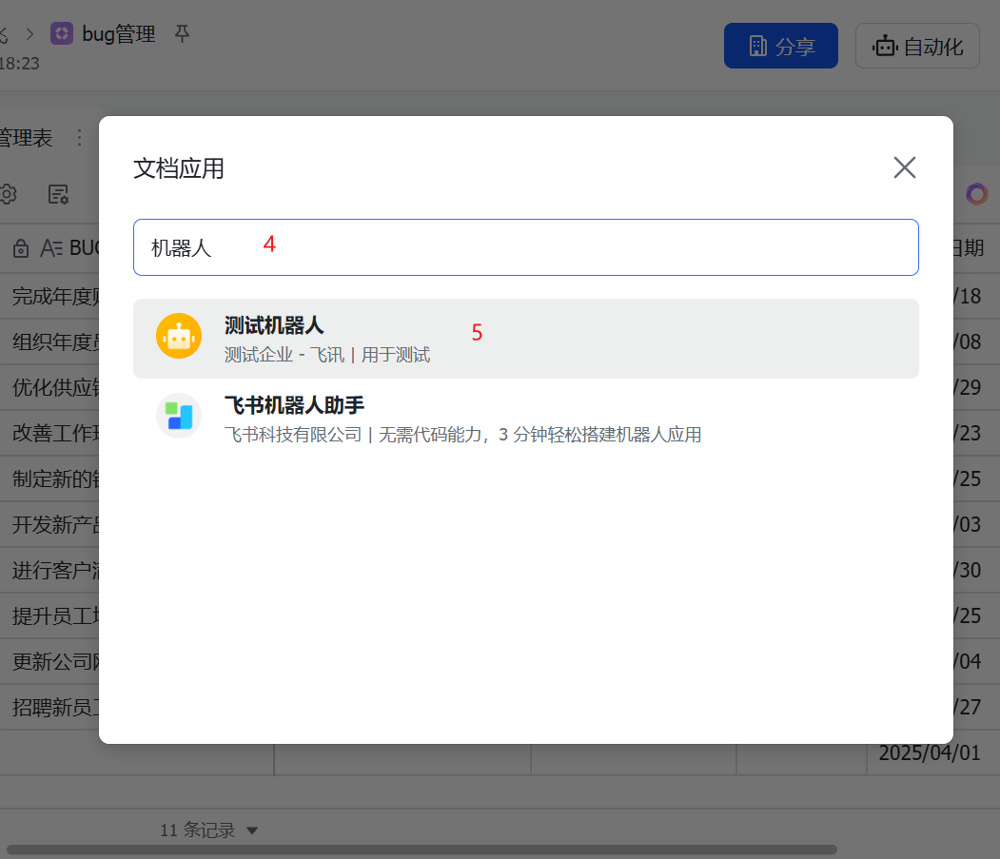 bug管理
分享
自动化
18:23
管理表
文档应用
机器人
4
BUG
日期
测试机器人
5
测试企业 - 飞讯 | 用于测试
飞书机器人助手
飞书科技有限公司 | 无需代码能力，3 分钟轻松搭建机器人应用
完成年度
/18
组织年度
/08
优化供应
/29
改善工作
/23
制定新的
/25
开发新产品
/03
进行客户
/30
提升员工
/25
更新公司
/04
招聘新员工
/27
2025/04/01
11 条记录